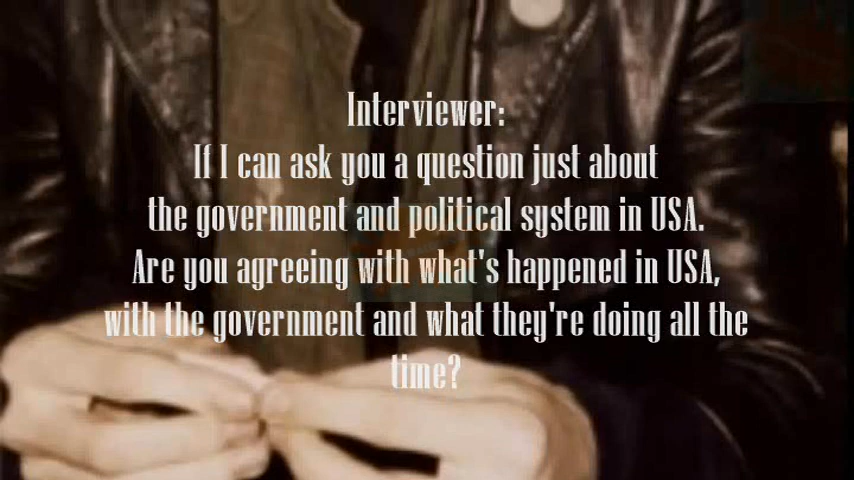 Interviewer:
If I can ask you a question just about
the government and political system in USA.
Are you agreeing with what's happened in USA,
with the government and what they're doing all the
time?